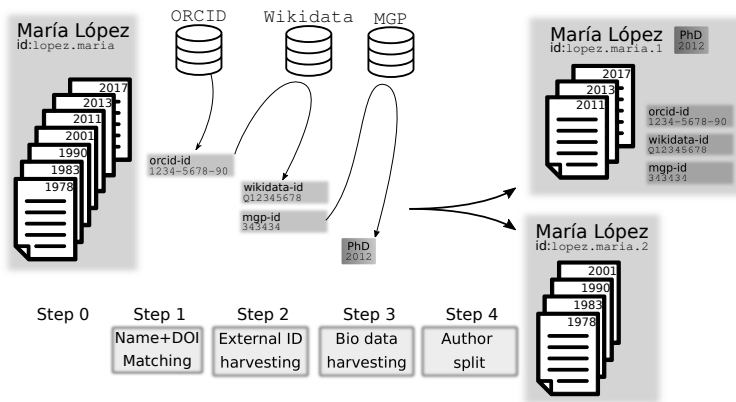 María López
id:lopez.maria
2017
2013
2011
2001
1990
1983
1978
ORCID
Wikidata
MGP
orcid-id
1234-5678-90
wikidata-id
Q12345678
mgp-id
343434
PhD
2012
María López
id:lopez.maria.1
PhD
2012
2017
2013
2011
orcid-id
1234-5678-90
wikidata-id
Q12345678
mgp-id
343434
María López
id:lopez.maria.2
2001
1990
1983
1978
Step 0
Step 1
Name+DOI
Matching
Step 2
External ID
harvesting
Step 3
Bio data
harvesting
Step 4
Author
split